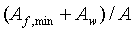 (A_{f,min} + A_w) / A